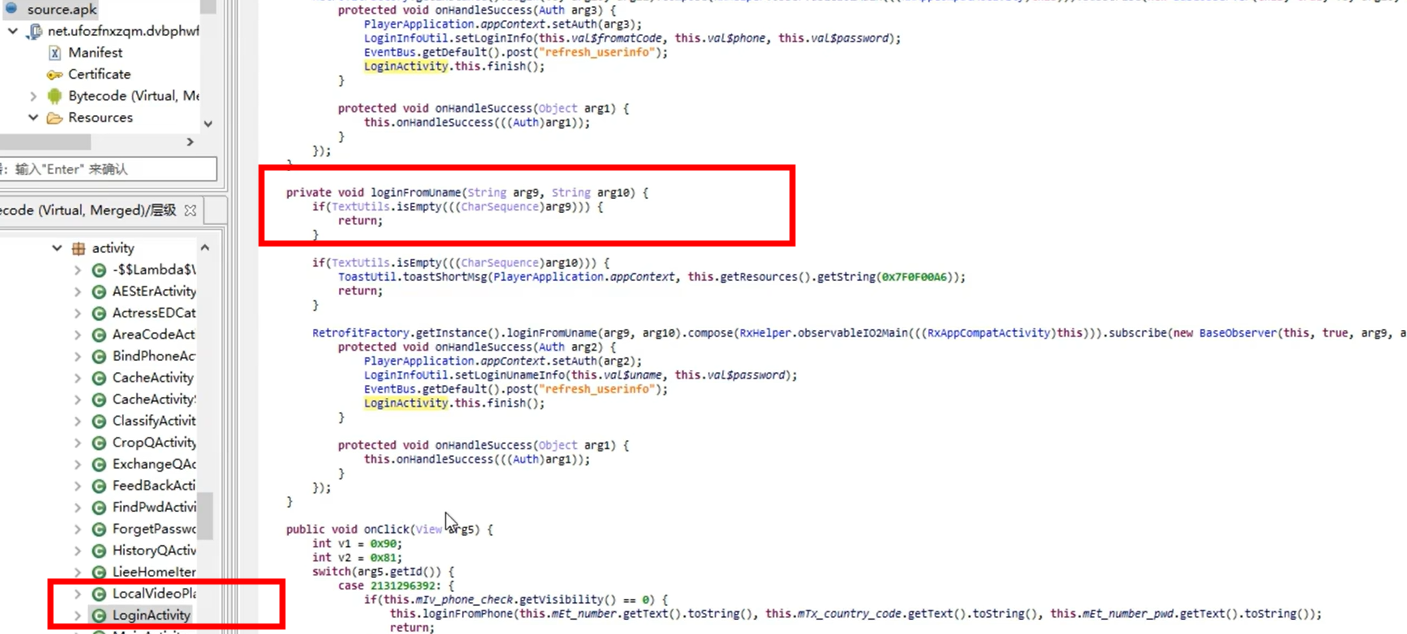 source.apk
net.ufozfnxzqm.dvbphwf
Manifest
Certificate
Bytecode (Virtual, Me
Resources
: 输入"Enter" 来确认
ecode (Virtual, Merged)/层级
activity
-$$Lambda$\
AEStErActivity
ActressEDCat
AreaCodeAct
BindPhoneAc
CacheActivity
CacheActivity
ClassifyActivit
CropQActivity
ExchangeQAc
FeedBackActi
FindPwdActivi
ForgetPasswc
HistoryQActiv
LieeHomeIter
LocalVideoPla
LoginActivity
protected void onHandleSuccess(Auth arg3) {
PlayerApplication.appContext.setAuth(arg3);
LoginInfoUtil.setLoginInfo(this.val$fromatCode, this.val$phone, this.val$password);
EventBus.getDefault().post("refresh_userinfo");
LoginActivity.this.finish();
}
protected void onHandleSuccess(Object arg1) {
this.onHandleSuccess(((Auth)arg1));
}
});
}
private void loginFromUname(String arg9, String arg10) {
if(TextUtils.isEmpty(((CharSequence)arg9))) {
return;
}
if(TextUtils.isEmpty(((CharSequence)arg10))) {
ToastUtil.toastShortMsg(PlayerApplication.appContext, this.getResources().getString(0x7F0F00A6));
return;
}
RetrofitFactory.getInstance().loginFromUname(arg9, arg10).compose(RxHelper.observableIO2Main(((RxAppCompatActivity)this))).subscribe(new BaseObserver(this, true, arg9, a
protected void onHandleSuccess(Auth arg2) {
PlayerApplication.appContext.setAuth(arg2);
LoginInfoUtil.setLoginUnameInfo(this.val$uname, this.val$password);
EventBus.getDefault().post("refresh_userinfo");
LoginActivity.this.finish();
}
protected void onHandleSuccess(Object arg1) {
this.onHandleSuccess(((Auth)arg1));
}
});
}
public void onClick(View arg5) {
int v1 = 0x90;
int v2 = 0x81;
switch(arg5.getId()) {
case 2131296392: {
if(this.mIv_phone_check.getVisibility() == 0) {
this.loginFromPhone(this.mEt_number.getText().toString(), this.mTx_country_code.getText().toString(), this.mEt_number_pwd.getText().toString());
return;